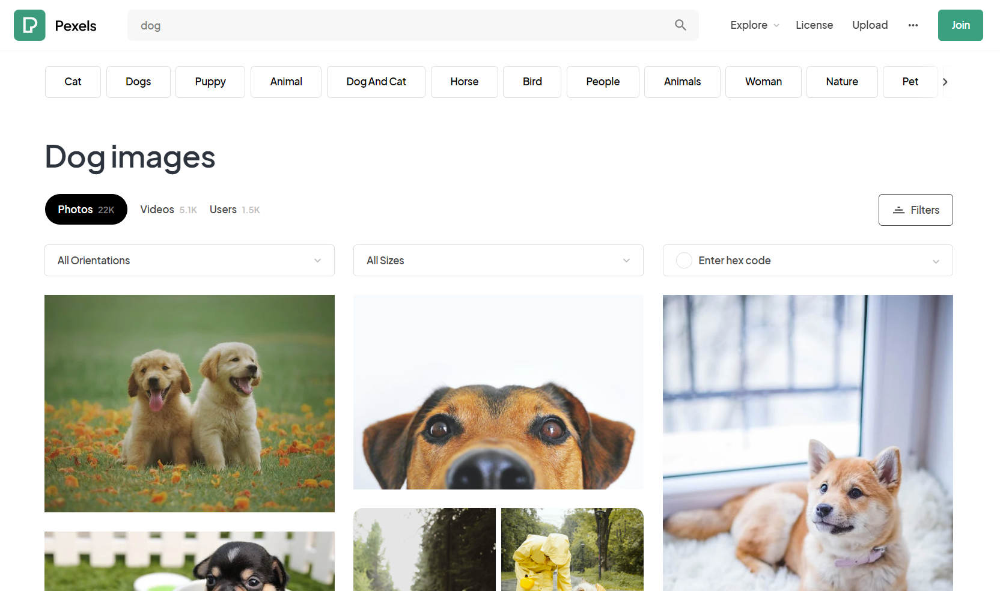 Pexels
dog
Explore
License
Upload
Join
Cat
Dogs
Puppy
Animal
Dog And Cat
Horse
Bird
People
Animals
Woman
Nature
Pet
Dog images
Photos 22K
Videos 5.1K
Users 1.5K
Filters
All Orientations
All Sizes
Enter hex code